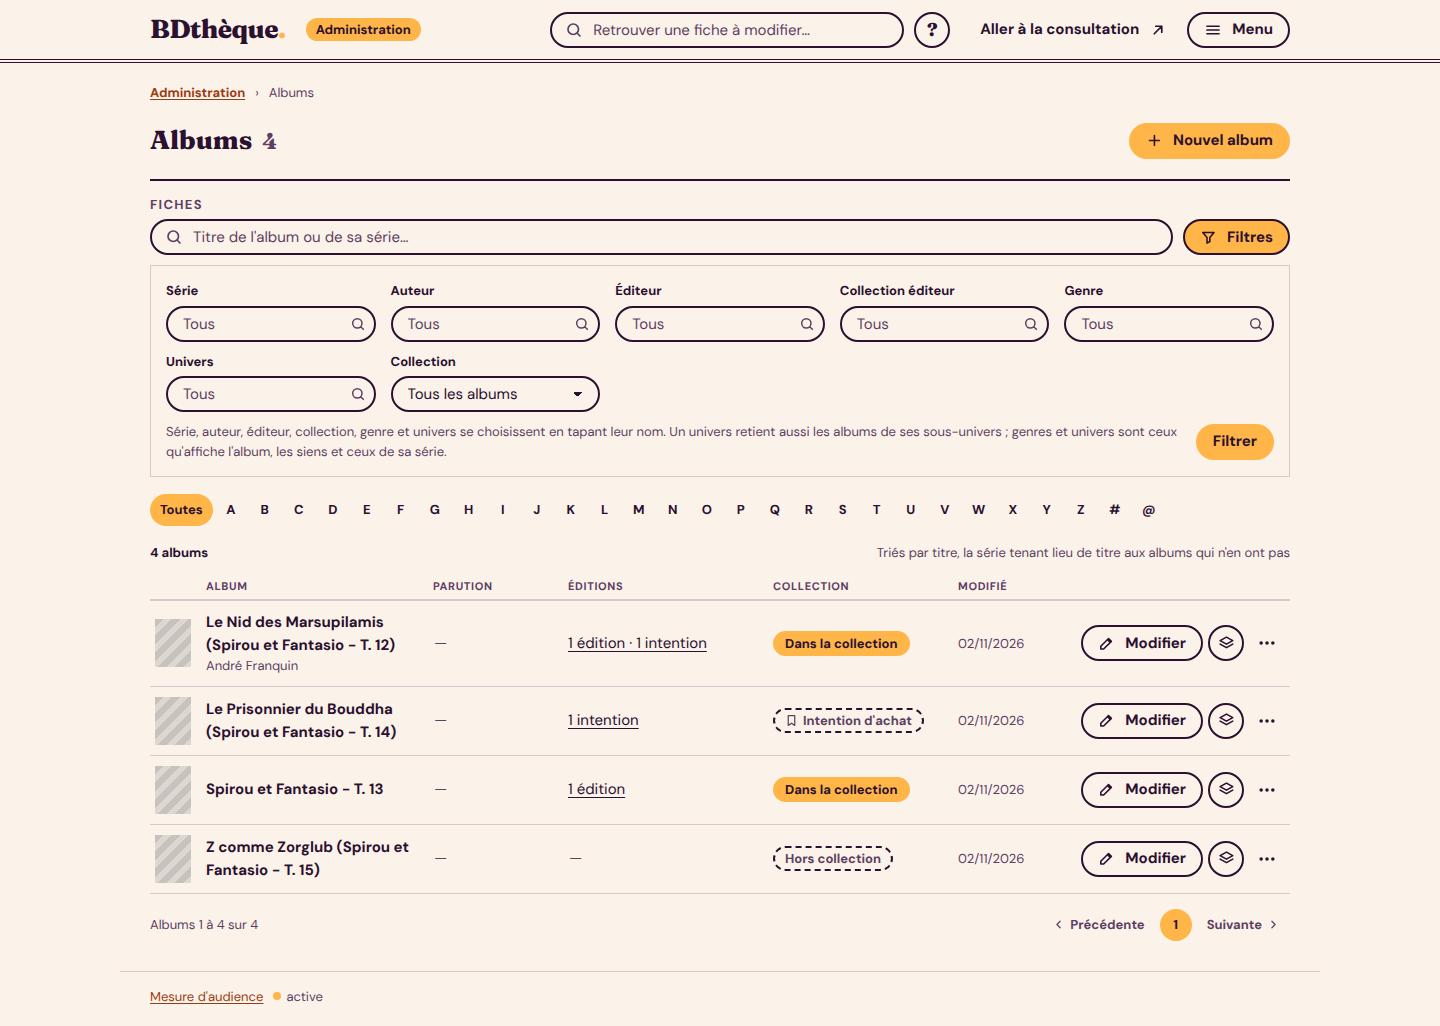 BDthèque. Administration Retrouver une fiche à modifier... ? Aller à la consultation Menu
Administration › Albums
Albums 4 Nouvel album
FICHES
Titre de l'album ou de sa série... Filtres
Série Auteur Éditeur Collection éditeur Genre
Tous Tous Tous Tous Tous
Univers Collection
Tous Tous les albums
Série, auteur, éditeur, collection, genre et univers se choisissent en tapant leur nom. Un univers retient aussi les albums de ses sous-univers ; genres et univers sont ceux
qu'affiche l'album, les siens et ceux de sa série.
Filtrer
Toutes A B C D E F G H I J K L M N O P Q R S T U V W X Y Z # @
4 albums Triés par titre, la série tenant lieu de titre aux albums qui n'en ont pas
ALBUM PARUTION ÉDITIONS COLLECTION MODIFIÉ
Le Nid des Marsupilamis
(Spirou et Fantasio - T. 12)
André Franquin
— 1 édition · 1 intention Dans la collection 02/11/2026 Modifier
Le Prisonnier du Bouddha
(Spirou et Fantasio - T. 14)
— 1 intention Intention d'achat 02/11/2026 Modifier
Spirou et Fantasio - T. 13 — 1 édition Dans la collection 02/11/2026 Modifier
Z comme Zorglub (Spirou et
Fantasio - T. 15)
— — Hors collection 02/11/2026 Modifier
Albums 1 à 4 sur 4 Précédente 1 Suivante
Mesure d'audience active